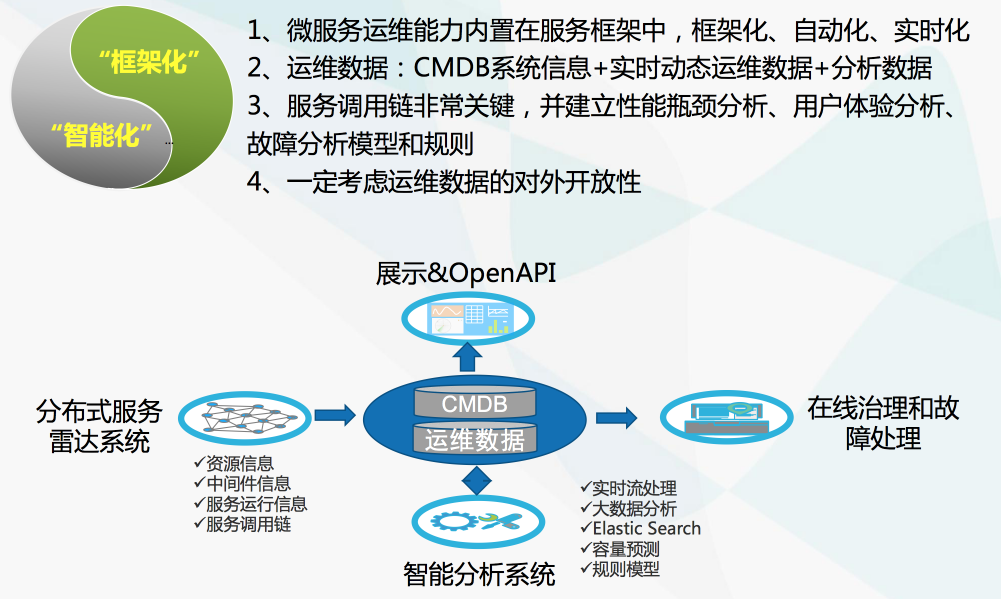 “框架化”
“智能化”
...
1、微服务运维能力内置在服务框架中，框架化、自动化、实时化
2、运维数据：CMDB系统信息+实时动态运维数据+分析数据
3、服务调用链非常关键，并建立性能瓶颈分析、用户体验分析、
故障分析模型和规则
4、一定考虑运维数据的对外开放性
展示&OpenAPI
分布式服务
雷达系统
✓资源信息
✓中间件信息
✓服务运行信息
✓服务调用链
CMDB
运维数据
在线治理和故
障处理
智能分析系统
✓实时流处理
✓大数据分析
✓Elastic Search
✓容量预测
✓规则模型